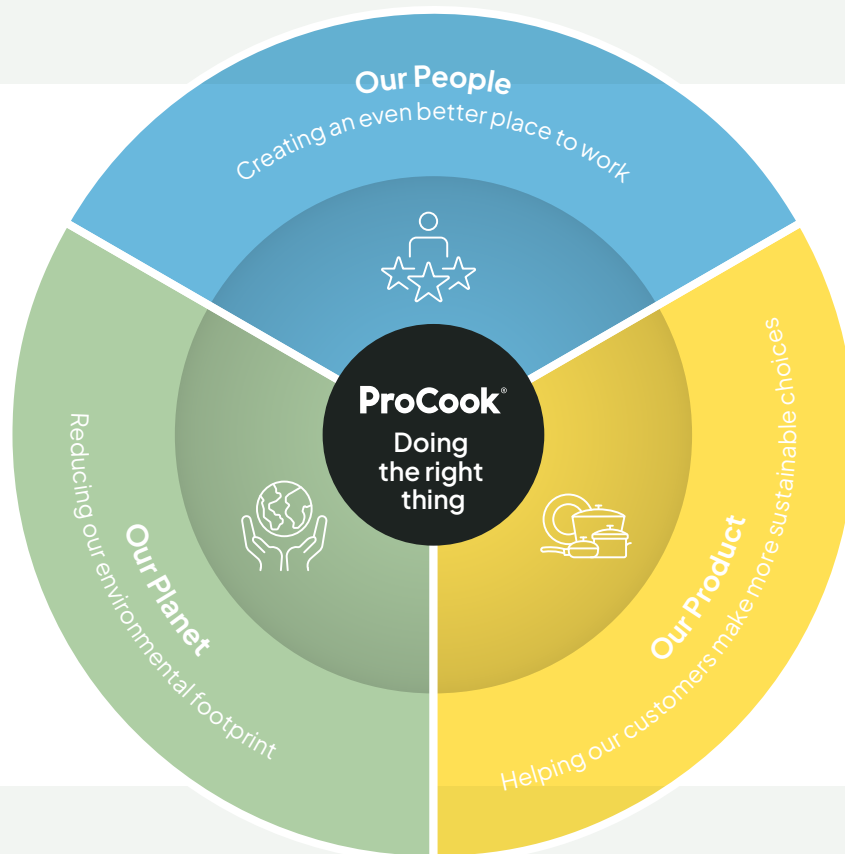 Our People
Creating an even better place to work
ProCook®
Doing
the right
thing
Our Planet
Reducing our environmental footprint
Our Product
Helping our customers make more sustainable choices